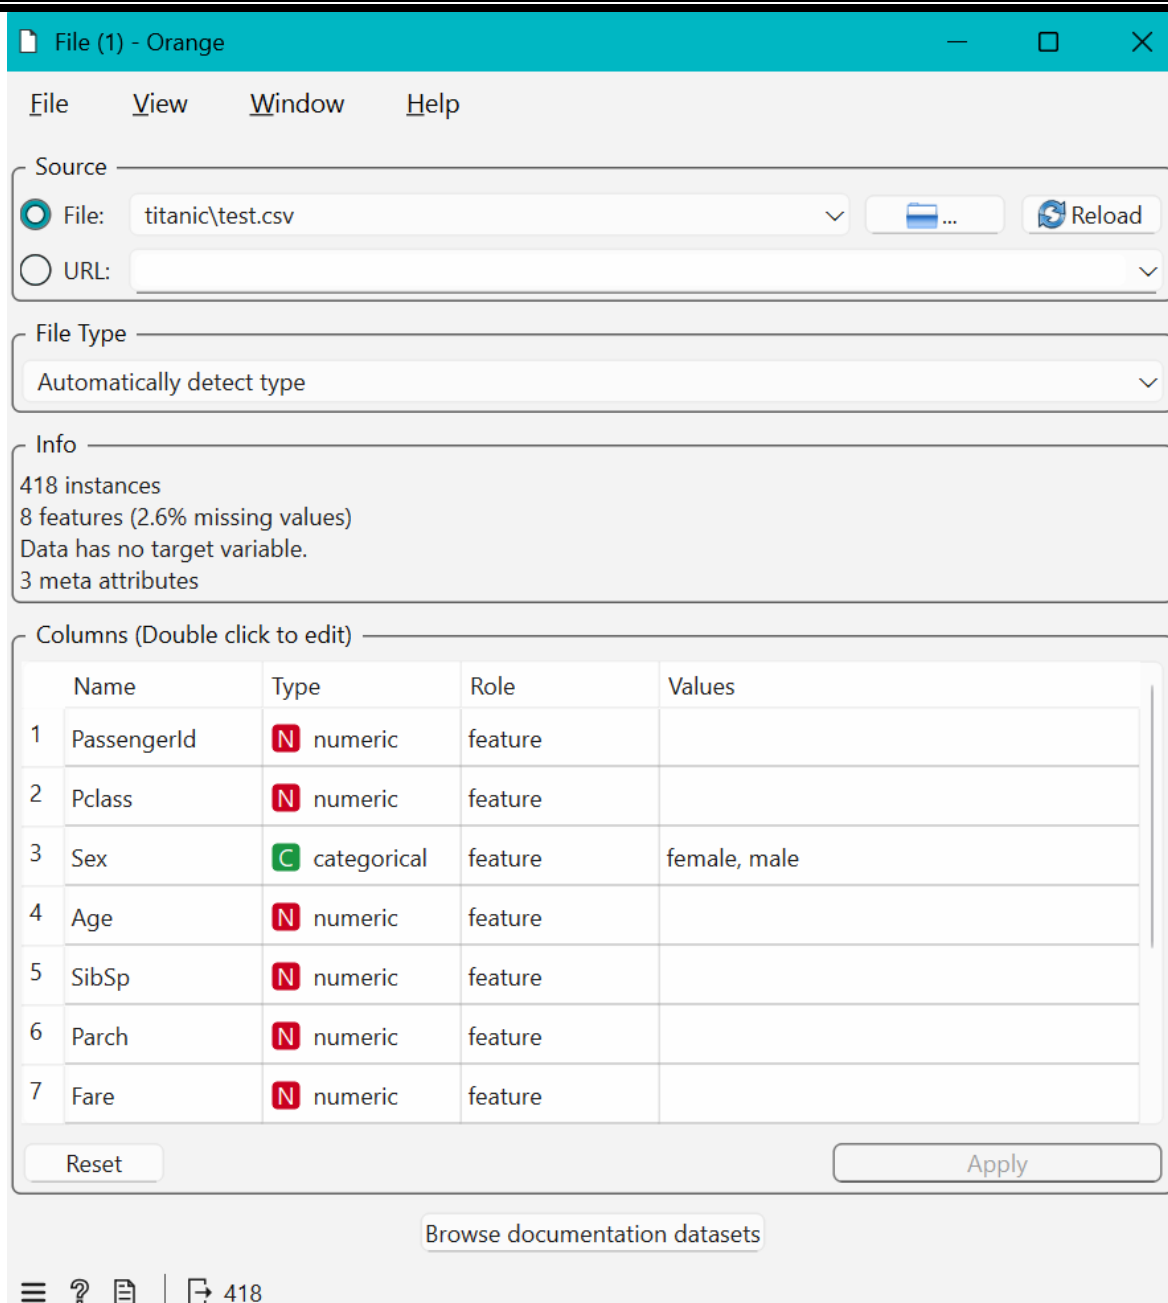 File (1) - Orange
File View Window Help
Source
File: titanic\test.csv ... Reload
URL:
File Type
Automatically detect type
Info
418 instances
8 features (2.6% missing values)
Data has no target variable.
3 meta attributes
Columns (Double click to edit)
Name Type Role Values
1 PassengerId N numeric feature
2 Pclass N numeric feature
3 Sex C categorical feature female, male
4 Age N numeric feature
5 SibSp N numeric feature
6 Parch N numeric feature
7 Fare N numeric feature
Reset Apply
Browse documentation datasets
? 418